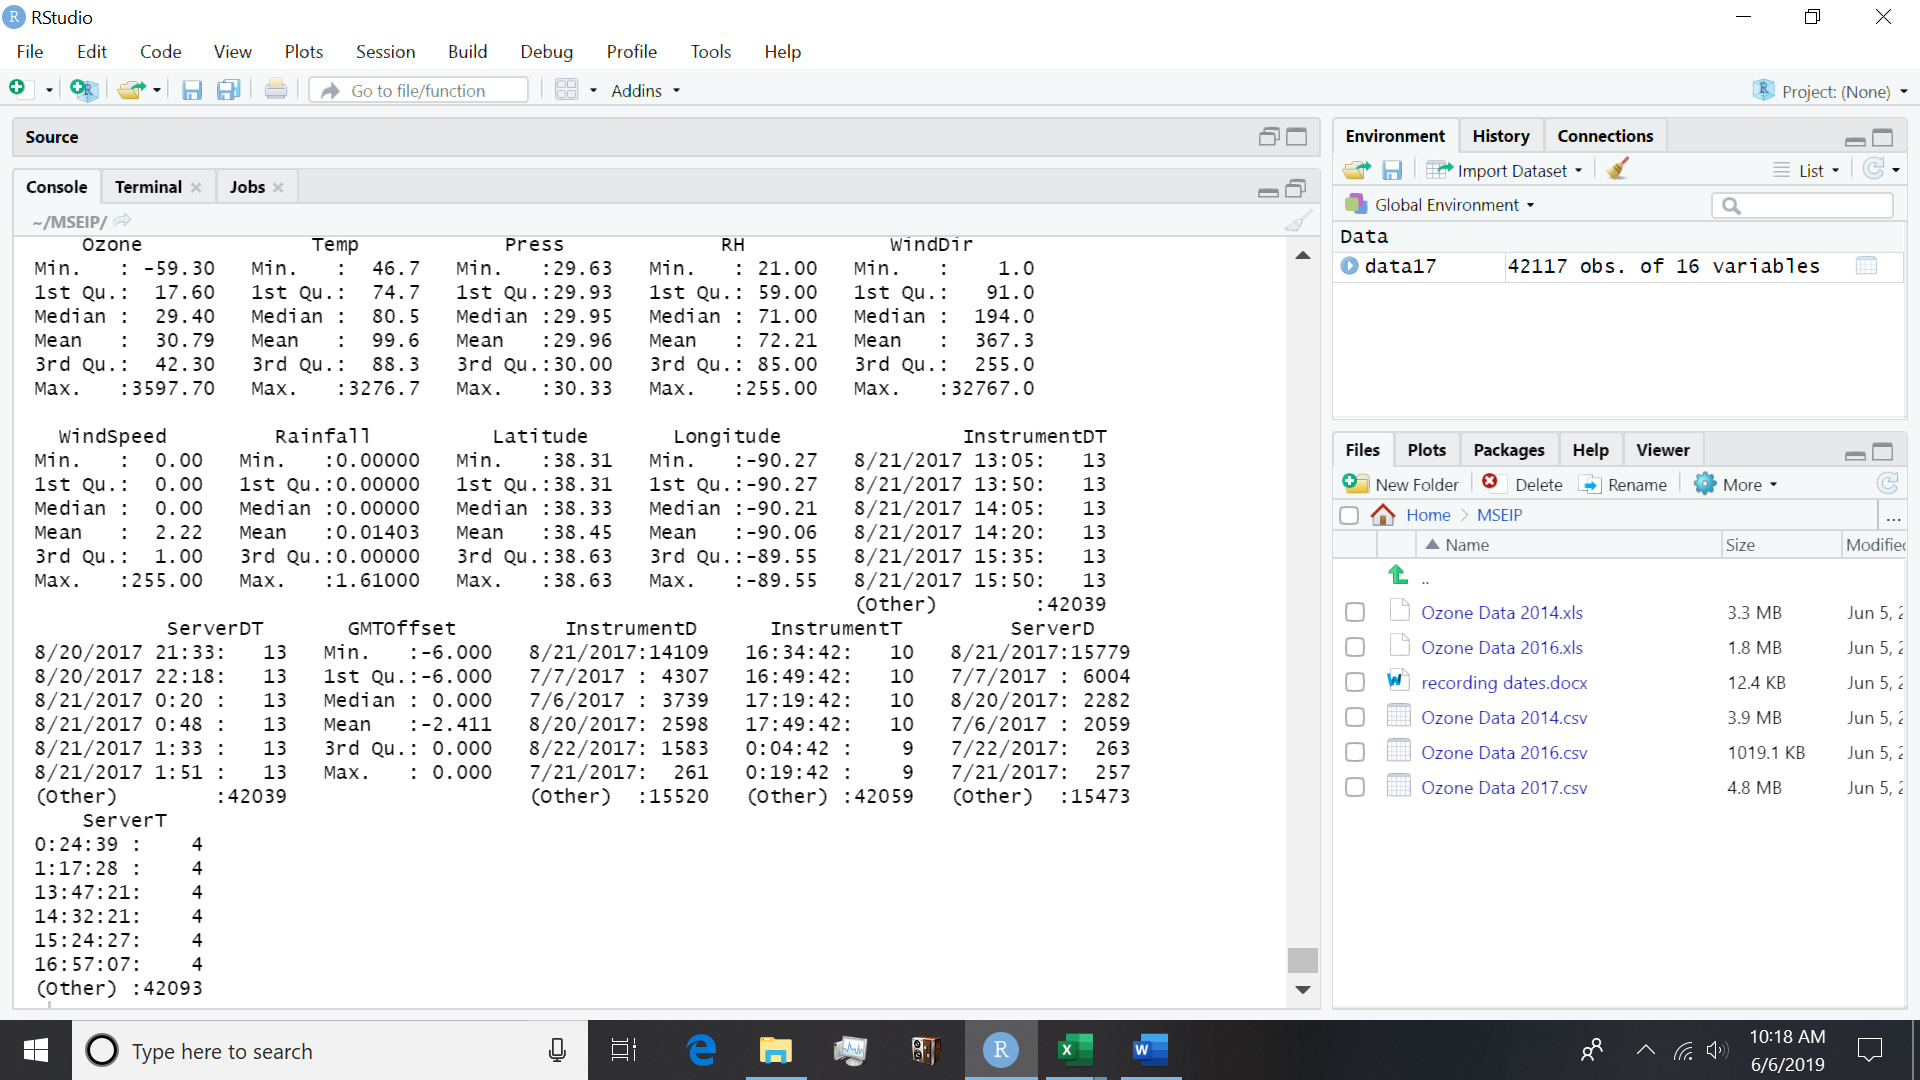 RStudio
File Edit Code View Plots Session Build Debug Profile Tools Help
Go to file/function Addins Project: (None)
Source
Console Terminal Jobs
~/MSEIP/
Ozone Temp Press RH WindDir
Min. : -59.30 Min. : 46.7 Min. :29.63 Min. : 21.00 Min. : 1.0
1st Qu.: 17.60 1st Qu.: 74.7 1st Qu.:29.93 1st Qu.: 59.00 1st Qu.: 91.0
Median : 29.40 Median : 80.5 Median :29.95 Median : 71.00 Median : 194.0
Mean : 30.79 Mean : 99.6 Mean :29.96 Mean : 72.21 Mean : 367.3
3rd Qu.: 42.30 3rd Qu.: 88.3 3rd Qu.:30.00 3rd Qu.: 85.00 3rd Qu.: 255.0
Max. :3597.70 Max. :3276.7 Max. :30.33 Max. :255.00 Max. :32767.0
WindSpeed Rainfall Latitude Longitude InstrumentDT
Min. : 0.00 Min. :0.00000 Min. :38.31 Min. :-90.27 8/21/2017 13:05: 13
1st Qu.: 0.00 1st Qu.:0.00000 1st Qu.:38.31 1st Qu.:-90.27 8/21/2017 13:50: 13
Median : 0.00 Median :0.00000 Median :38.33 Median :-90.21 8/21/2017 14:05: 13
Mean : 2.22 Mean :0.01403 Mean :38.45 Mean :-90.06 8/21/2017 14:20: 13
3rd Qu.: 1.00 3rd Qu.:0.00000 3rd Qu.:38.63 3rd Qu.:-89.55 8/21/2017 15:35: 13
Max. :255.00 Max. :1.61000 Max. :38.63 Max. :-89.55 8/21/2017 15:50: 13
(Other) :42039
ServerDT GMTOffset InstrumentD InstrumentT ServerD
8/20/2017 21:33: 13 Min. :-6.000 8/21/2017:14109 16:34:42: 10 8/21/2017:15779
8/20/2017 22:18: 13 1st Qu.:-6.000 7/7/2017 : 4307 16:49:42: 10 7/7/2017 : 6004
8/21/2017 0:20 : 13 Median : 0.000 7/6/2017 : 3739 17:19:42: 10 8/20/2017: 2282
8/21/2017 0:48 : 13 Mean :-2.411 8/20/2017: 2598 17:49:42: 10 7/6/2017 : 2059
8/21/2017 1:33 : 13 3rd Qu.: 0.000 8/22/2017: 1583 0:04:42 : 9 7/22/2017: 263
8/21/2017 1:51 : 13 Max. : 0.000 7/21/2017: 261 0:19:42 : 9 7/21/2017: 257
(Other) :42039 (Other) :15520 (Other) :42059 (Other) :15473
ServerT
0:24:39 : 4
1:17:28 : 4
13:47:21: 4
14:32:21: 4
15:24:27: 4
16:57:07: 4
(Other) :42093
Environment History Connections
Import Dataset List
Global Environment
Data
data17 42117 obs. of 16 variables
Files Plots Packages Help Viewer
New Folder Delete Rename More
Home > MSEIP ...
Name Size Modified
..
Ozone Data 2014.xls 3.3 MB Jun 5, 2
Ozone Data 2016.xls 1.8 MB Jun 5, 2
recording dates.docx 12.4 KB Jun 5, 2
Ozone Data 2014.csv 3.9 MB Jun 5, 2
Ozone Data 2016.csv 1019.1 KB Jun 5, 2
Ozone Data 2017.csv 4.8 MB Jun 5, 2
Type here to search
10:18 AM
6/6/2019